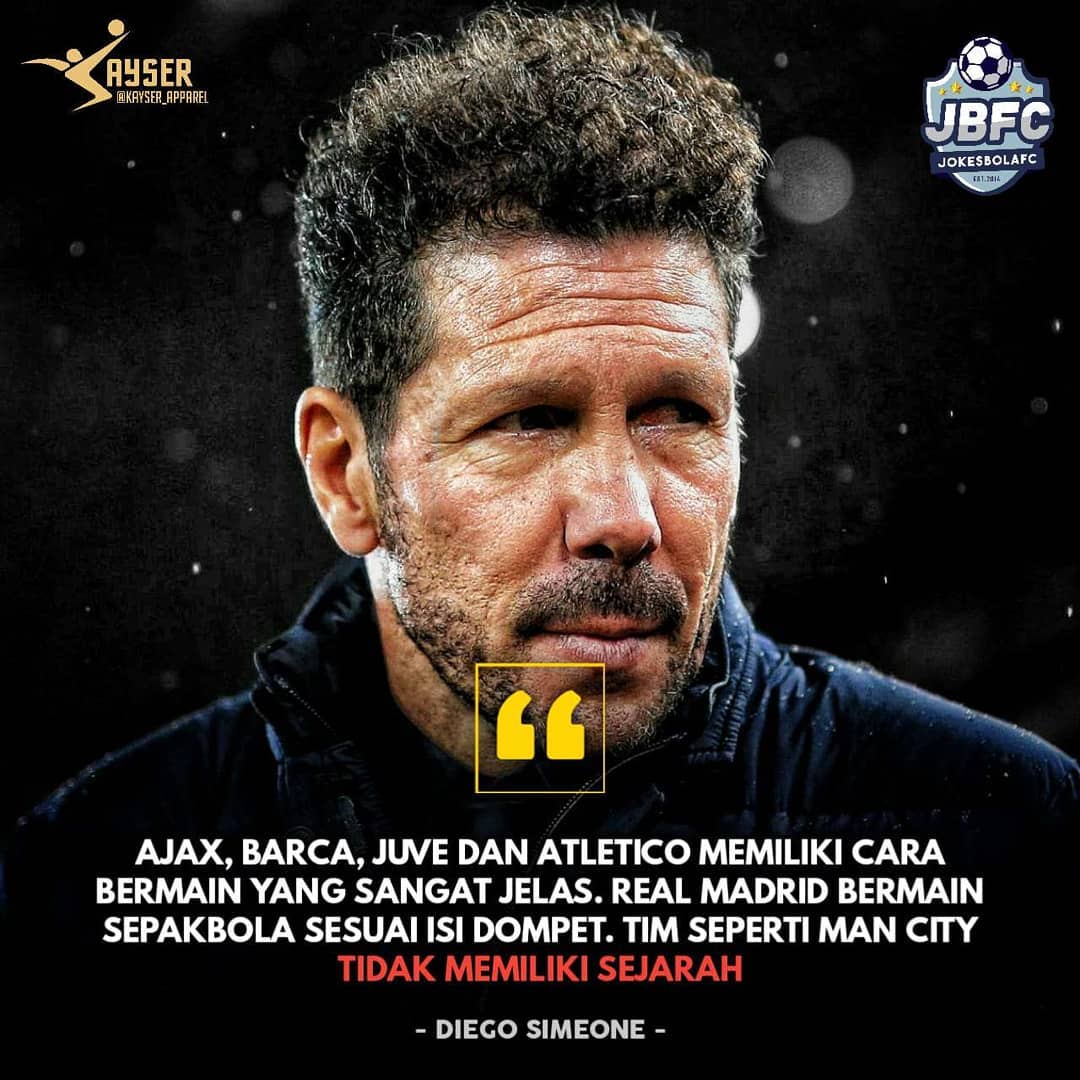 KAYSER
@KAYSER_APPAREL
JBFC
JOKESBOLAFC
EST.2014
AJAX, BARCA, JUVE DAN ATLETICO MEMILIKI CARA
BERMAIN YANG SANGAT JELAS. REAL MADRID BERMAIN
SEPAKBOLA SESUAI ISI DOMPET. TIM SEPERTI MAN CITY
TIDAK MEMILIKI SEJARAH
- DIEGO SIMEONE -